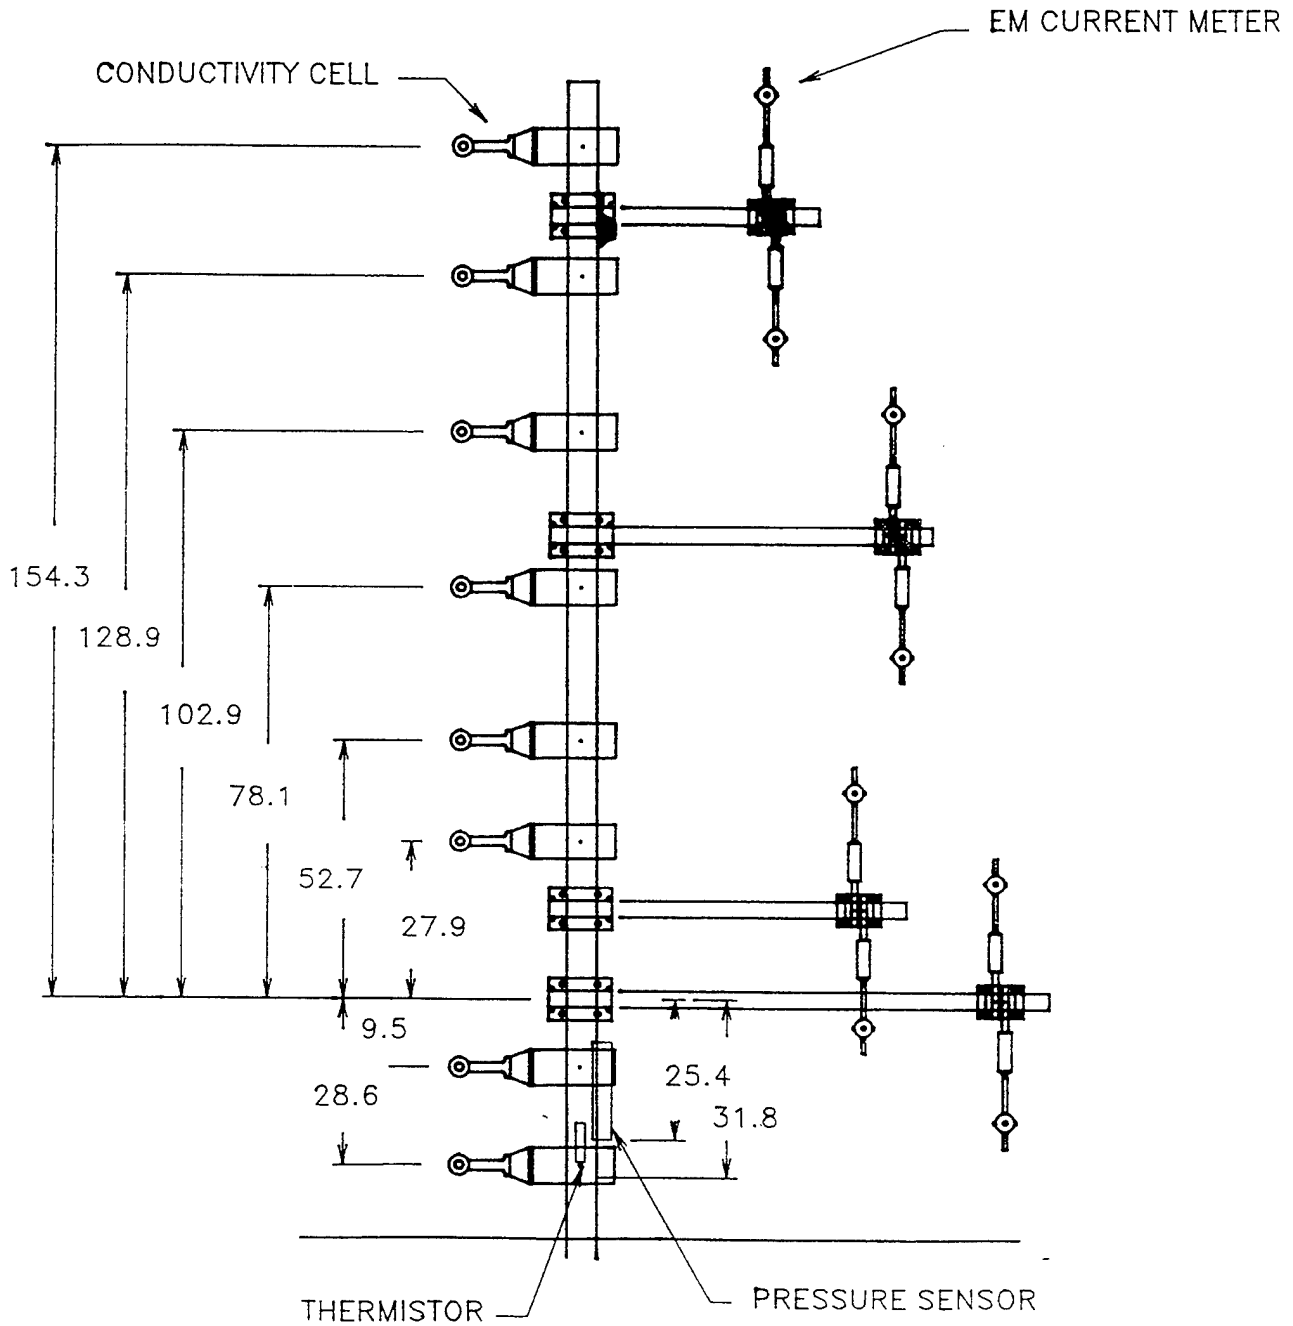 EM CURRENT METER
CONDUCTIVITY CELL
154.3
128.9
102.9
78.1
52.7
27.9
9.5
28.6
25.4
31.8
THERMISTOR
PRESSURE SENSOR